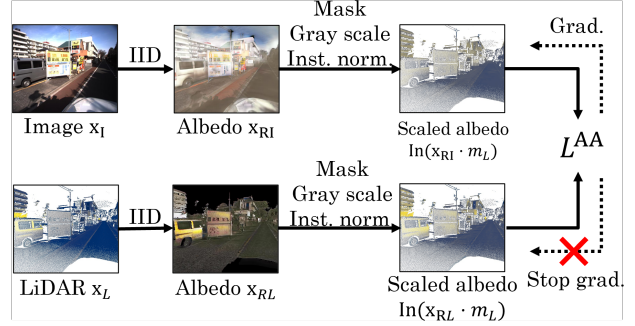 Mask
Gray scale
Inst. norm.
Grad.
IID
Image x_I
Albedo x_RI
Scaled albedo
In(x_RI · m_L)
L^AA
Mask
Gray scale
Inst. norm.
IID
LiDAR x_L
Albedo x_RL
Scaled albedo
In(x_RL · m_L)
Stop grad.